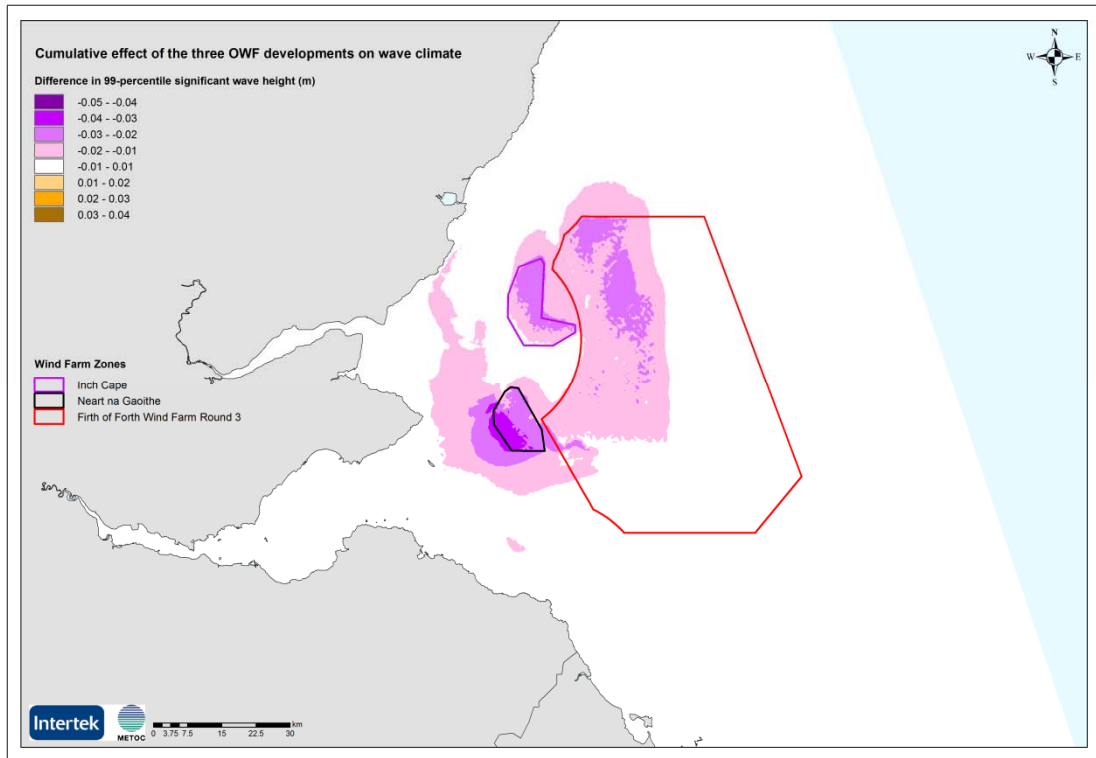 Cumulative effect of the three OWF developments on wave climate
Difference in 99-percentile significant wave height (m)
-0.05 - -0.04
-0.04 - -0.03
-0.03 - -0.02
-0.02 - -0.01
-0.01 - 0.01
0.01 - 0.02
0.02 - 0.03
0.03 - 0.04
N
W E
S
Wind Farm Zones
Inch Cape
Neart na Gaoithe
Firth of Forth Wind Farm Round 3
Intertek
METOC
km
0 3.75 7.5 15 22.5 30